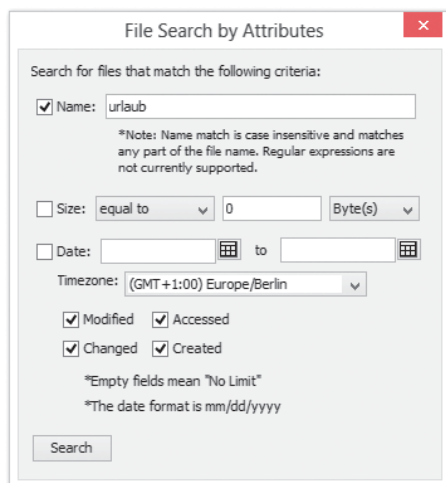 File Search by Attributes
Search for files that match the following criteria:
Name: urlaub
*Note: Name match is case insensitive and matches
any part of the file name. Regular expressions are
not currently supported.
Size: equal to 0 Byte(s)
Date: to
Timezone: (GMT+1:00) Europe/Berlin
Modified Accessed
Changed Created
*Empty fields mean "No Limit"
*The date format is mm/dd/yyyy
Search